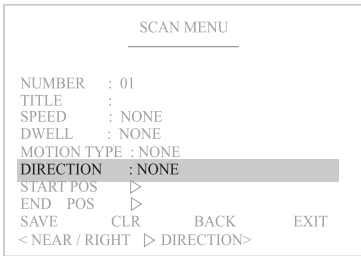 SCAN MENU
NUMBER : 01
TITLE :
SPEED : NONE
DWELL : NONE
MOTION TYPE : NONE
DIRECTION : NONE
START POS ▷
END POS ▷
SAVE CLR BACK EXIT
< NEAR / RIGHT ▷ DIRECTION>